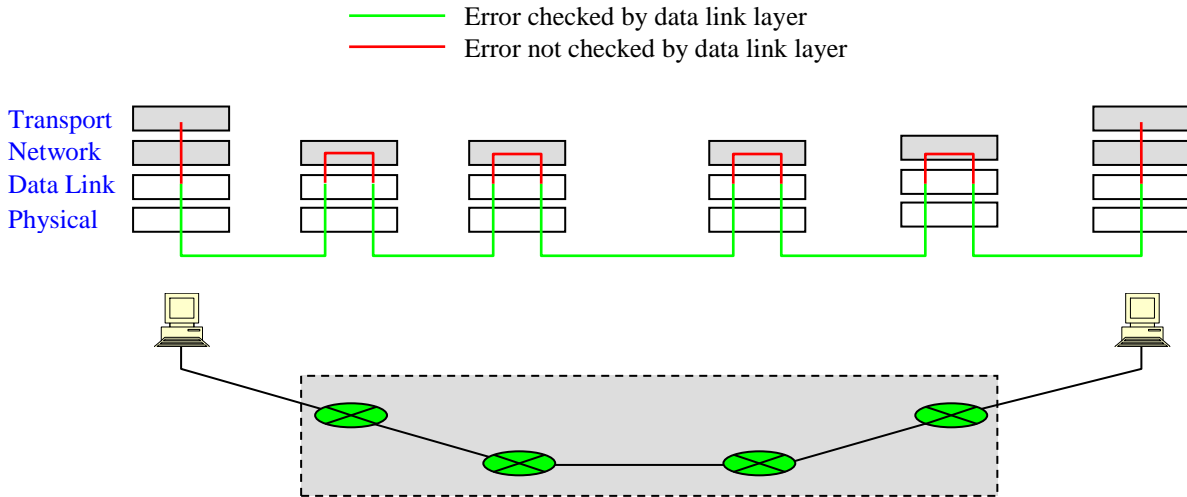 Error checked by data link layer
Error not checked by data link layer
Transport
Network
Data Link
Physical